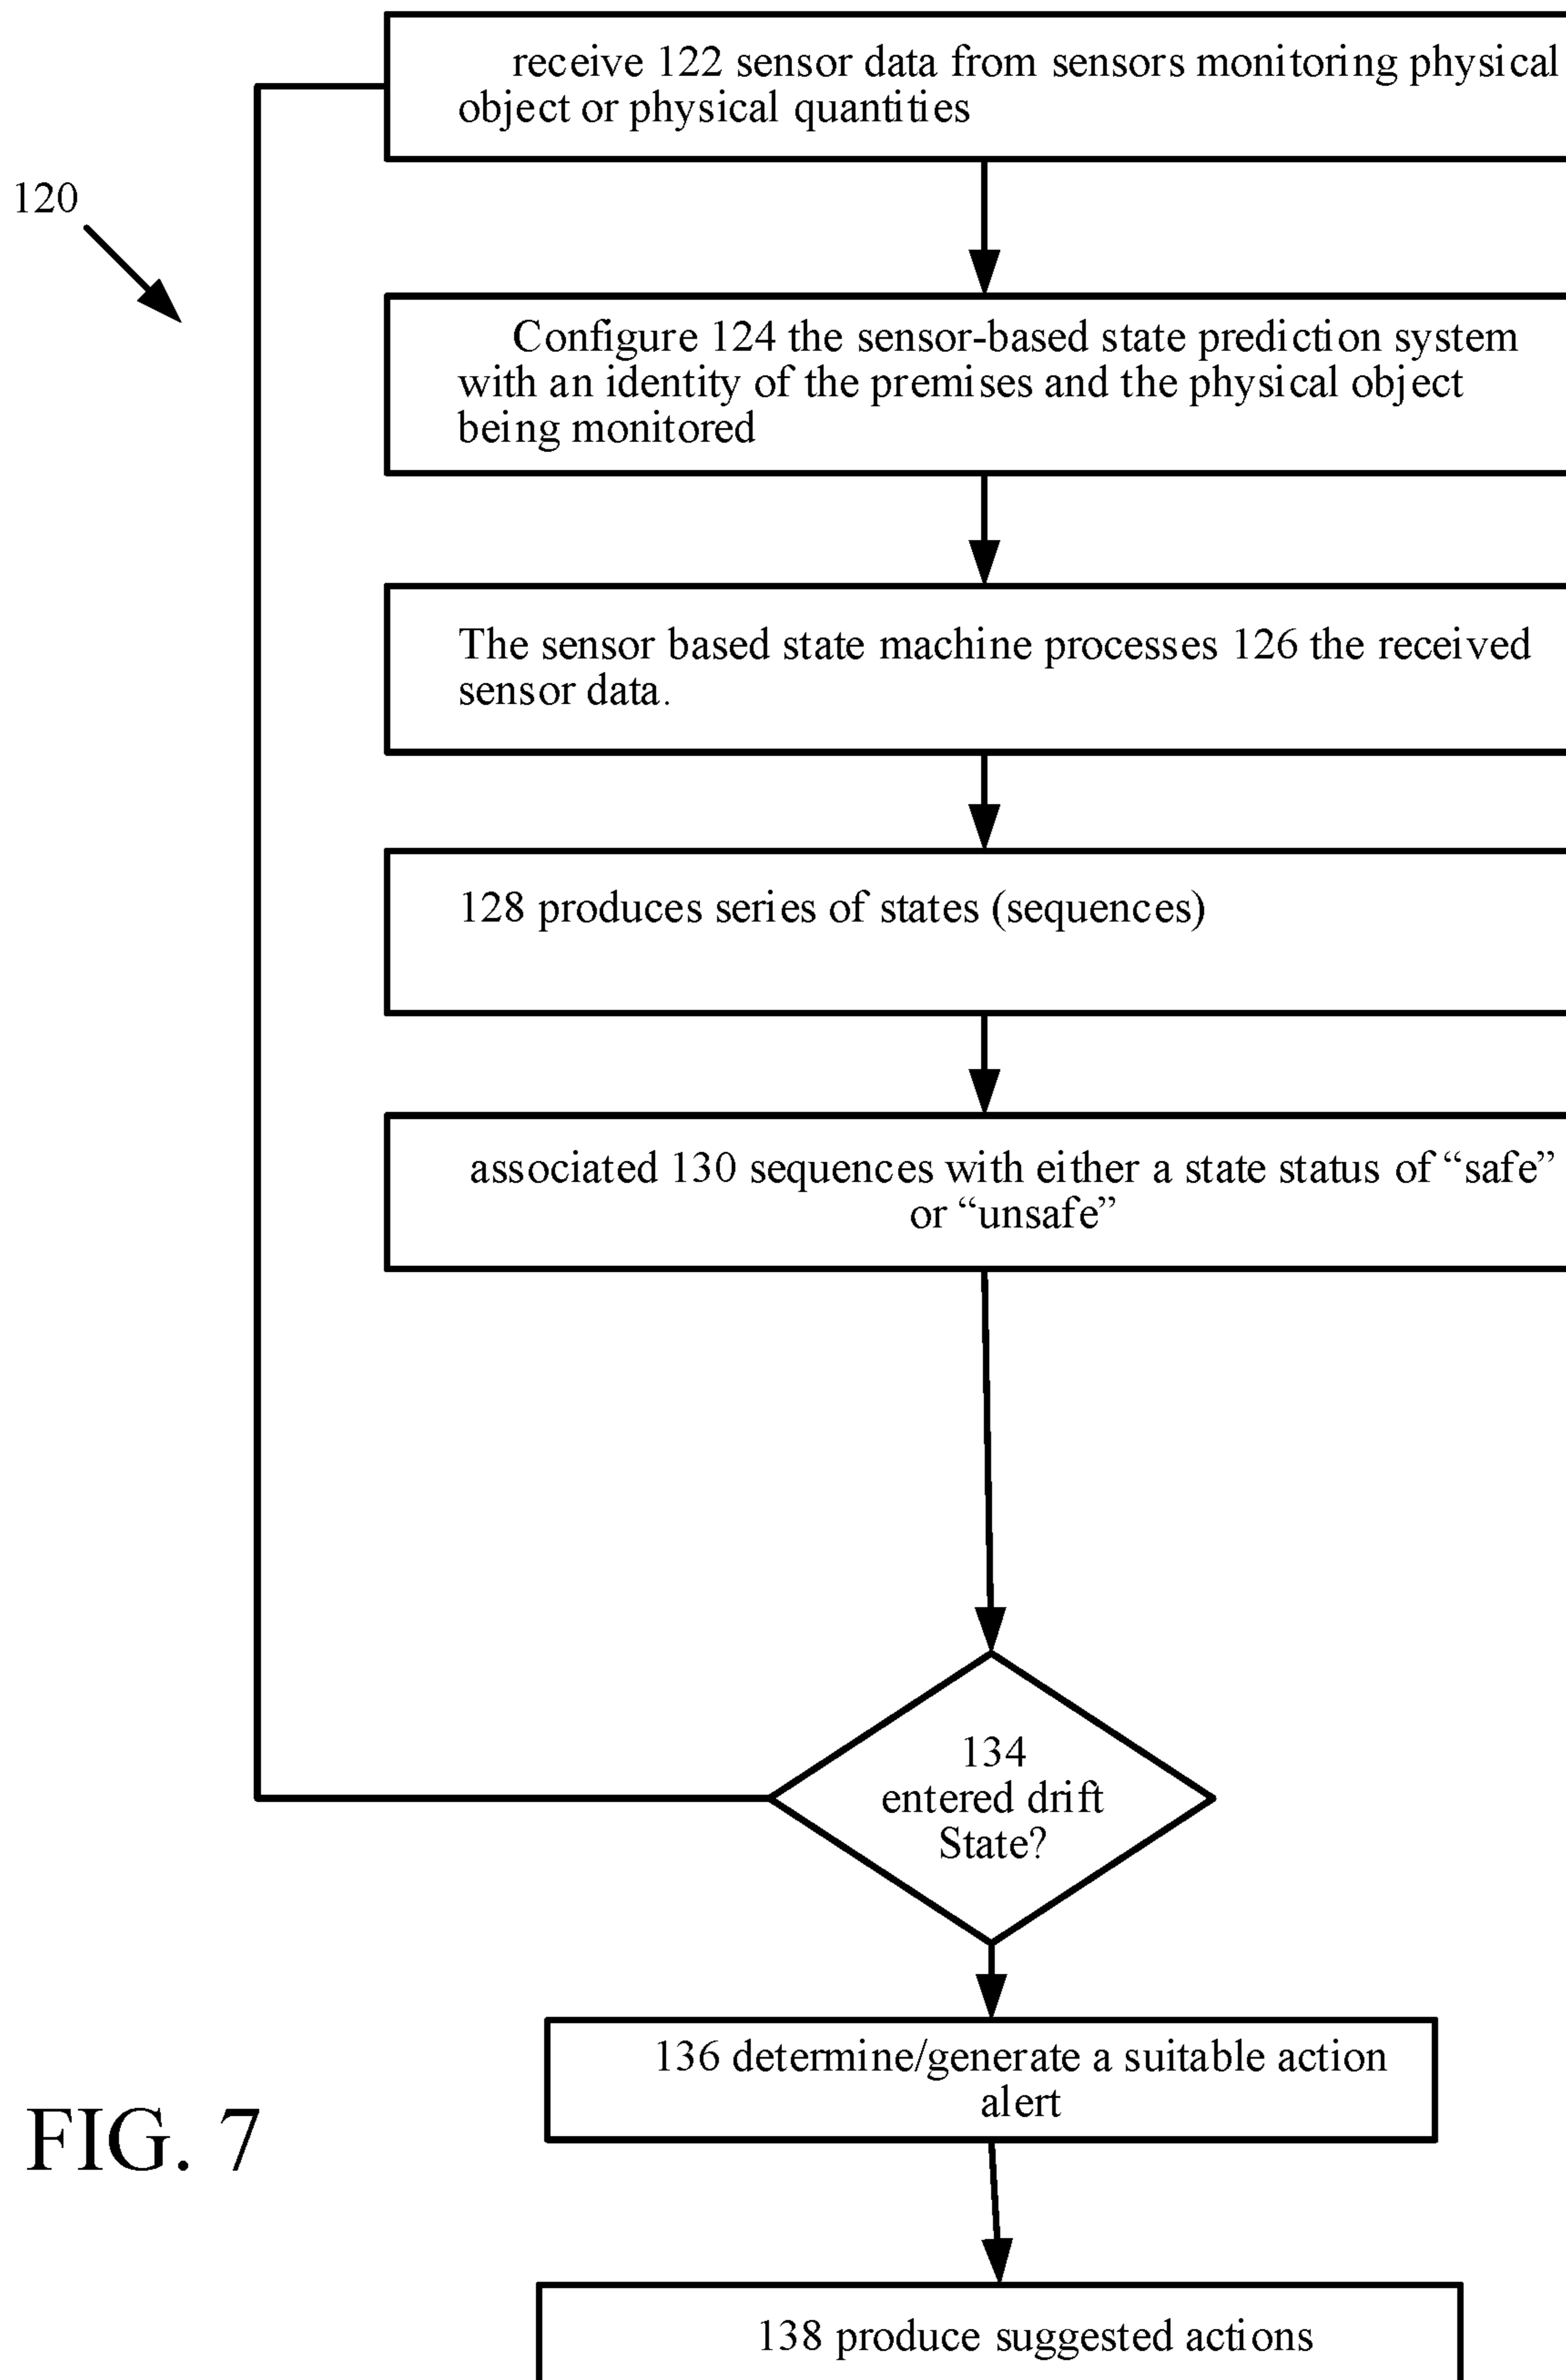 receive 122 sensor data from sensors monitoring physical
object or physical quantities
120
Configure 124 the sensor-based state prediction system
with an identity of the premises and the physical object
being monitored
The sensor based state machine processes 126 the received
sensor data.
128 produces series of states (sequences)
associated 130 sequences with either a state status of “safe”
or “unsafe”
134
entered drift
State?
136 determine/generate a suitable action
alert
FIG. 7
138 produce suggested actions